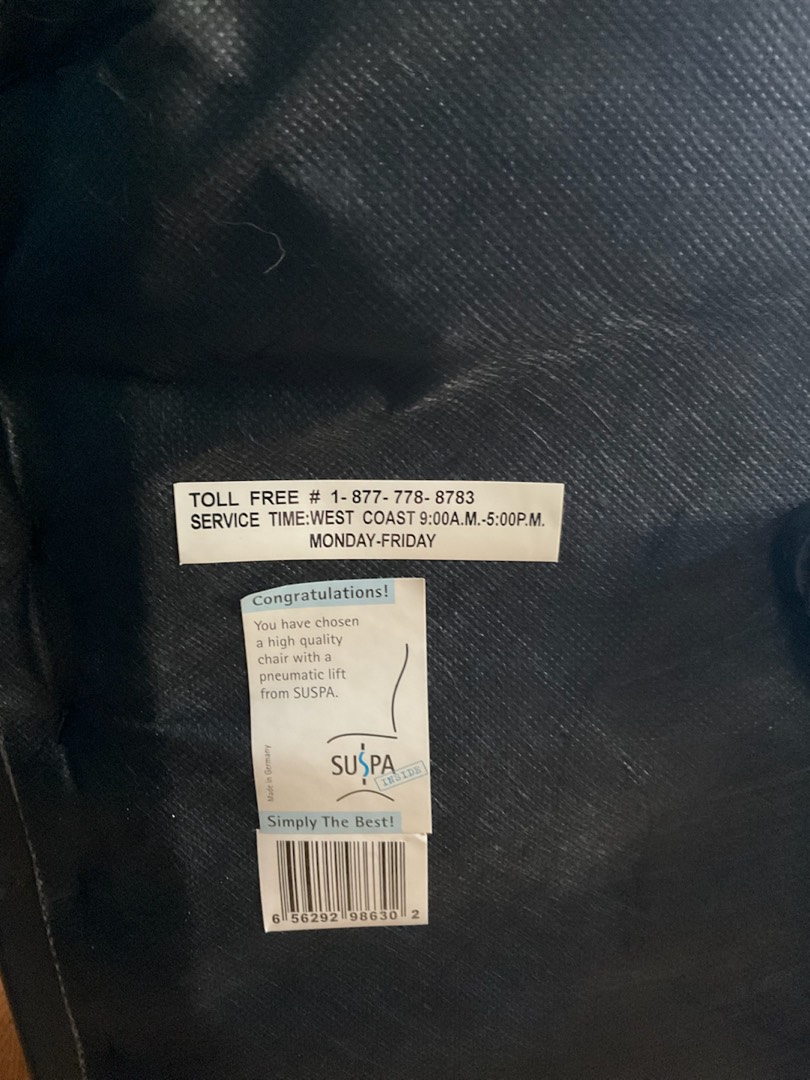 TOLL FREE # 1-877-778-8783
SERVICE TIME:WEST COAST 9:00A.M.-5:00P.M.
MONDAY-FRIDAY
Congratulations!
You have chosen
a high quality
chair with a
pneumatic lift
from SUSPA.
Made in Germany
SUSPA
INSIDE
Simply The Best!
6 56292 98630 2